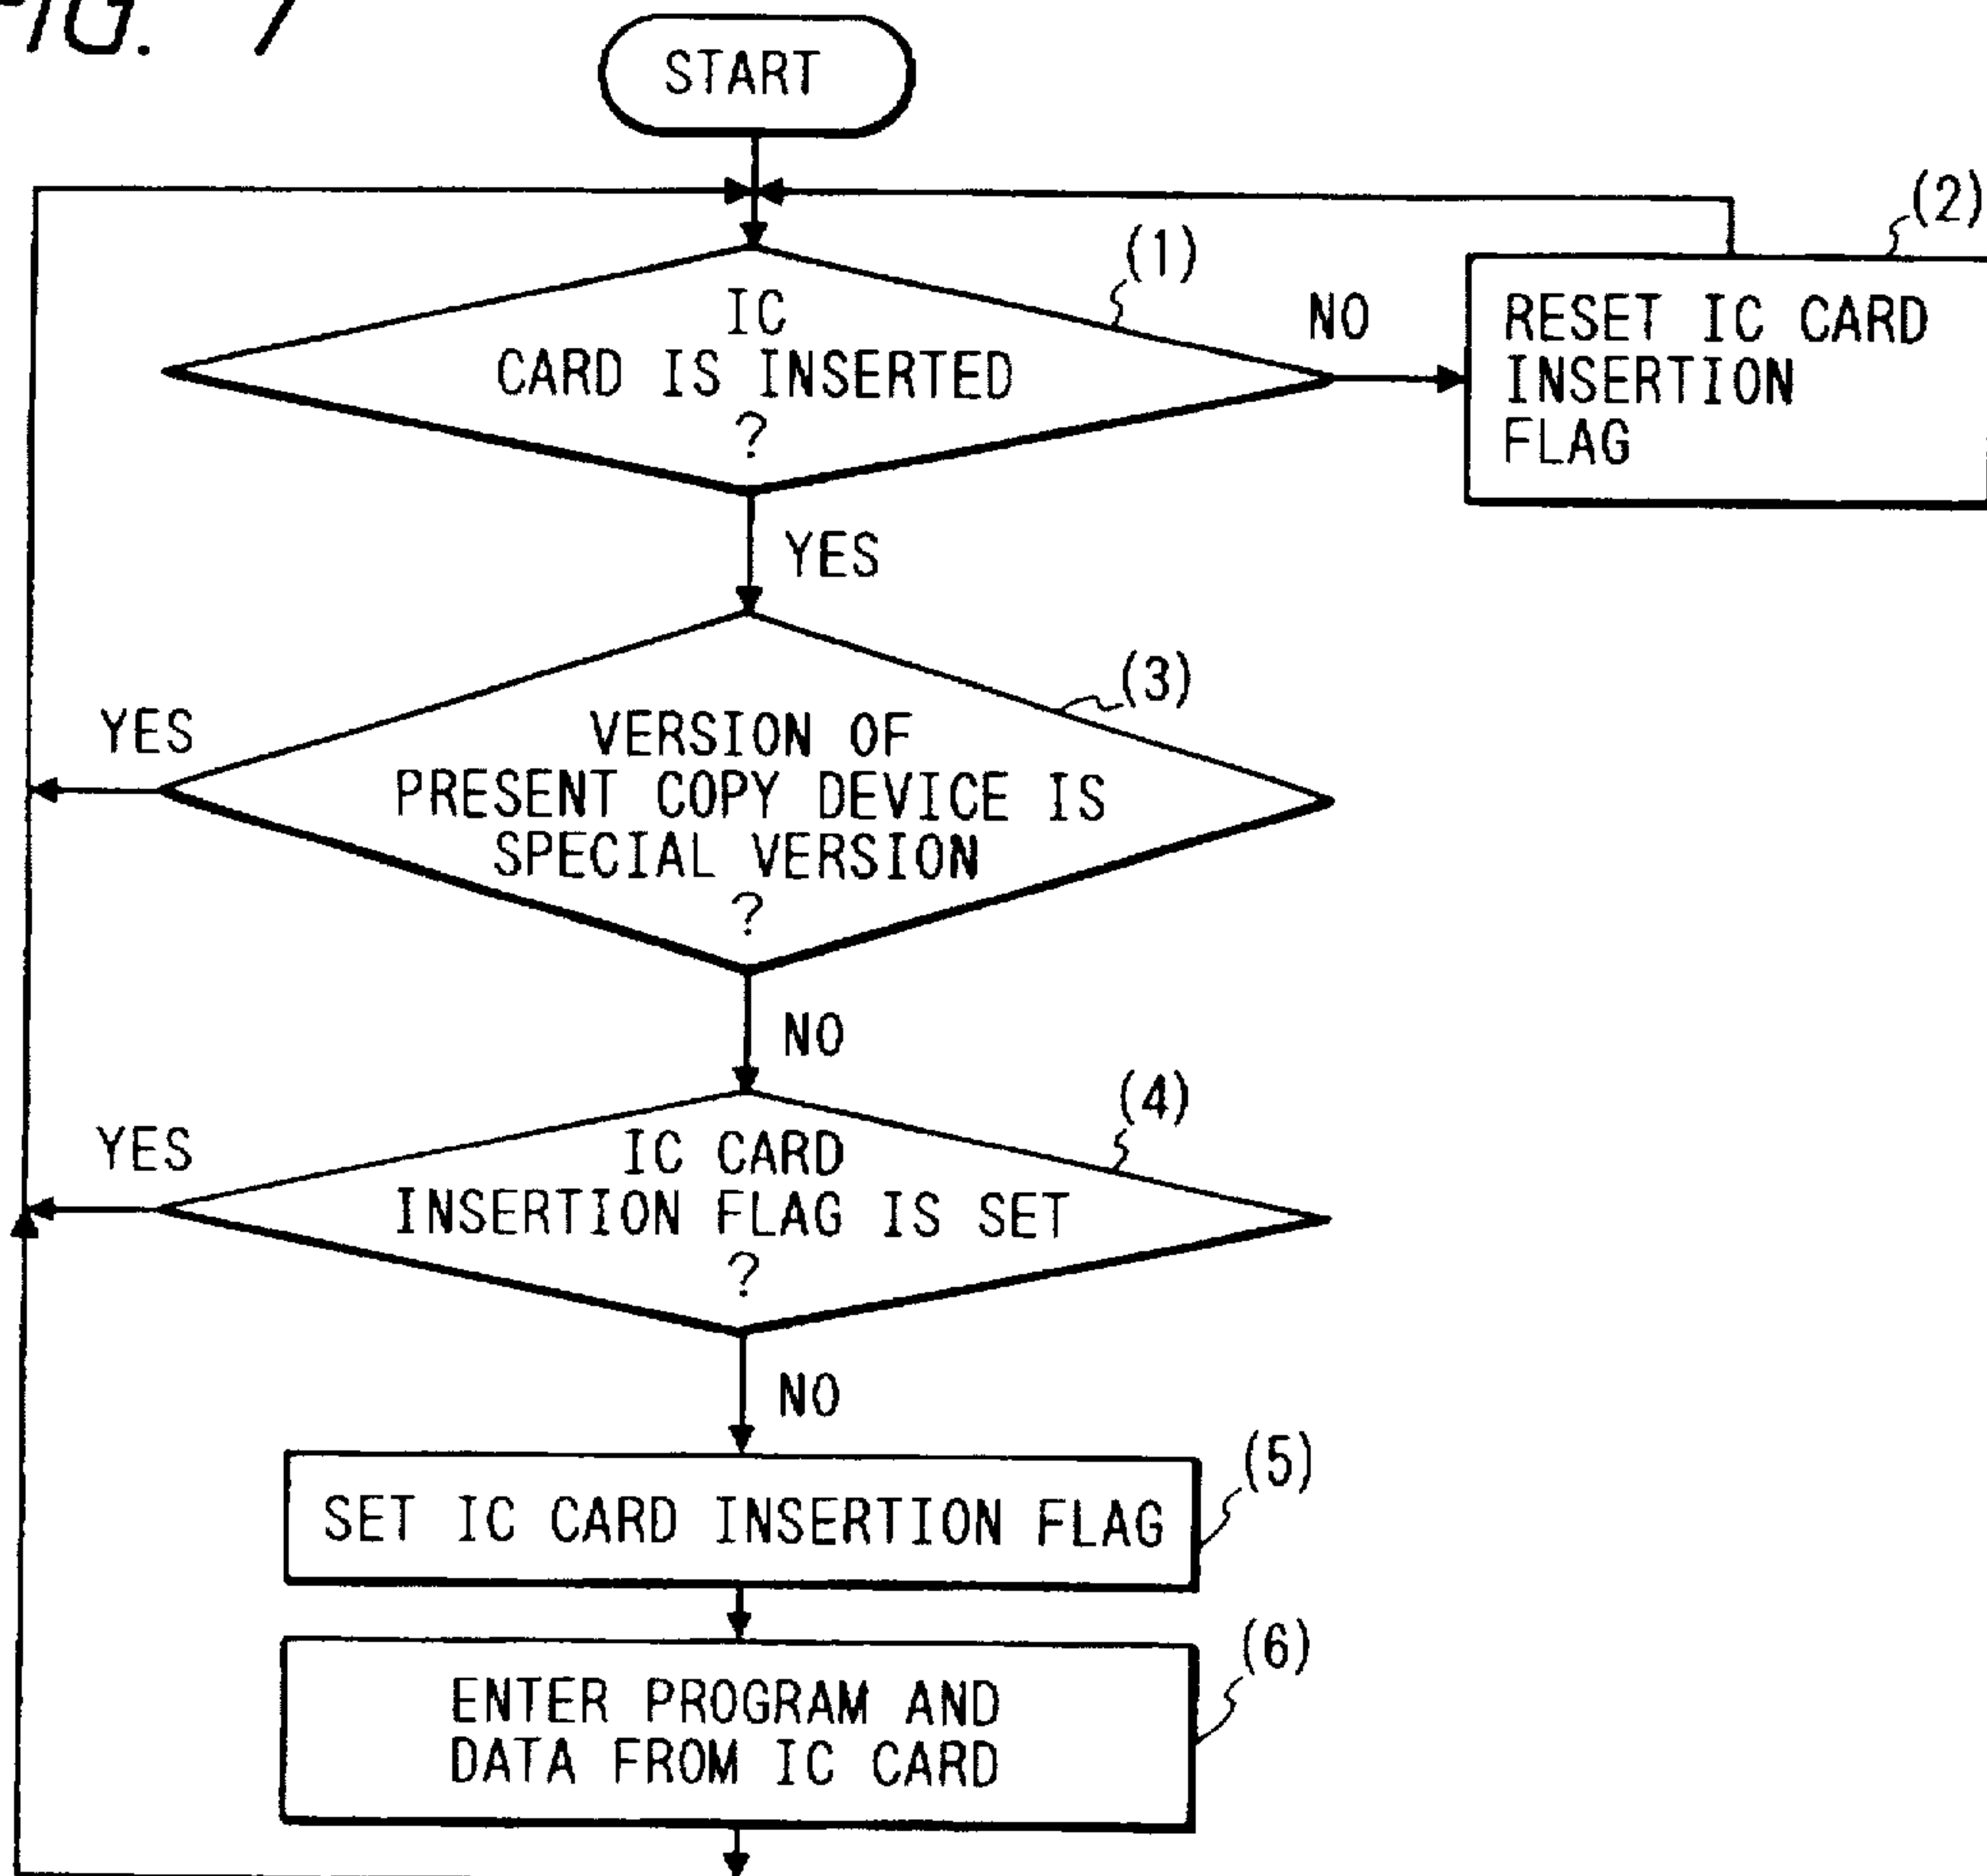 FIG. 7
START
(1)
(2)
IC
CARD IS INSERTED
?
NO
RESET IC CARD
INSERTION
FLAG
YES
(3)
YES
VERSION OF
PRESENT COPY DEVICE IS
SPECIAL VERSION
?
NO
(4)
YES
IC CARD
INSERTION FLAG IS SET
?
NO
(5)
SET IC CARD INSERTION FLAG
(6)
ENTER PROGRAM AND
DATA FROM IC CARD